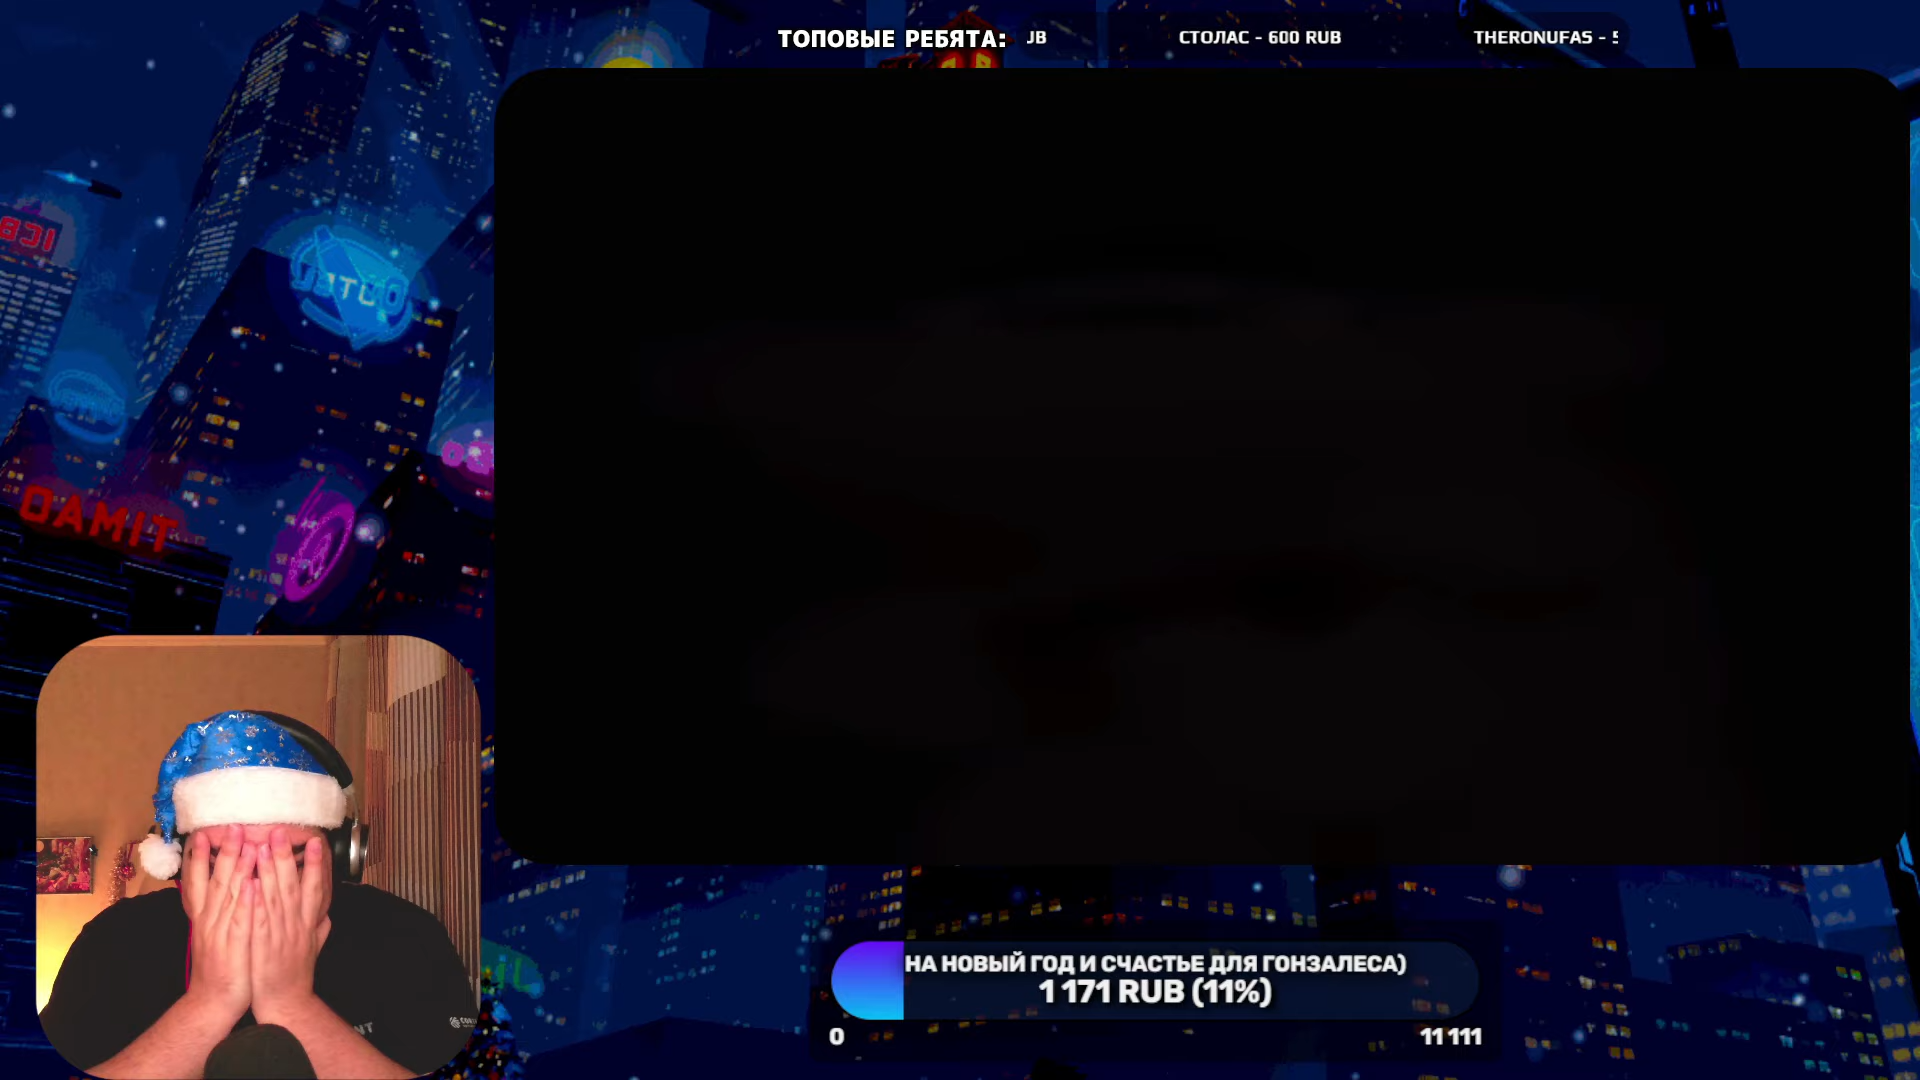 ТОПОВЫЕ РЕБЯТА:
JB
СТОЛАС - 600 RUB
THERONUFAS - 5
НА НОВЫЙ ГОД И СЧАСТЬЕ ДЛЯ ГОНЗАЛЕСА)
1 171 RUB (11%)
0
11 111